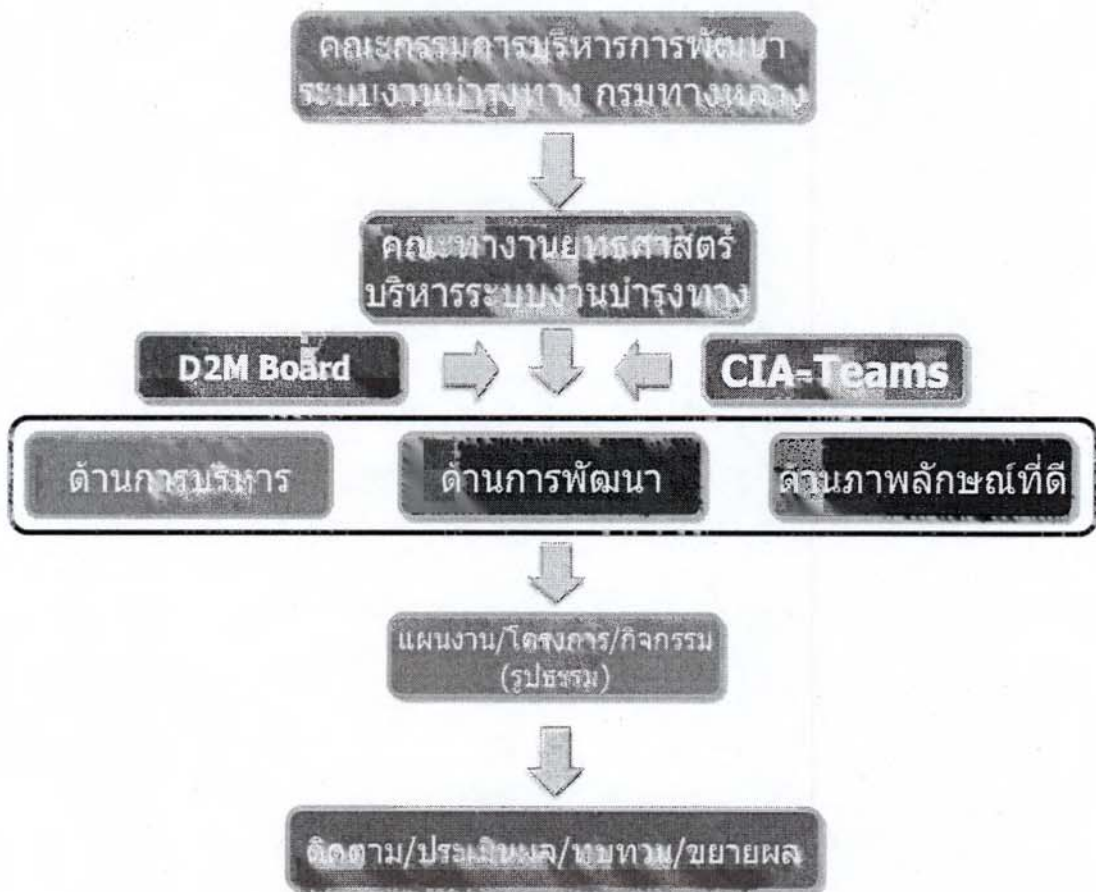 คณะกรรมการบริหารการพัฒนา
ระบบงานบำรุงทาง กรมทางหลวง
คณะทำงานยุทธศาสตร์
บริหารระบบงานบำรุงทาง
D2M Board
CIA-Teams
ด้านการบริหาร
ด้านการพัฒนา
ด้านภาพลักษณ์ที่ดี
แผนงาน/โครงการ/กิจกรรม
(รูปธรรม)
ติดตาม/ประเมินผล/ทบทวน/ขยายผล